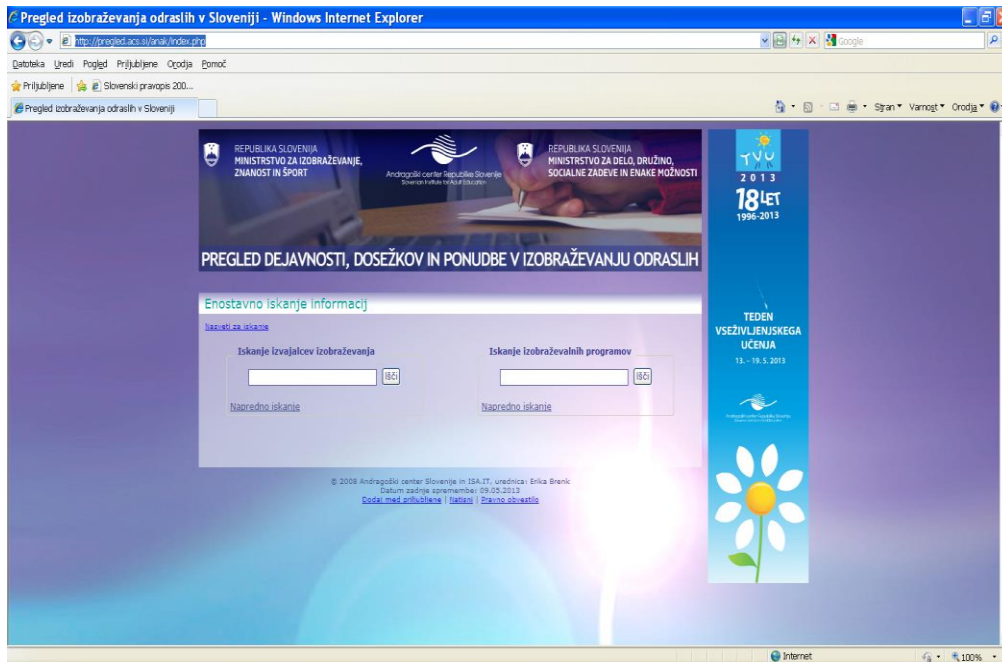 Pregled izobraževanja odraslih v Sloveniji - Windows Internet Explorer
http://pregled.acs.si/anak/index.php
Google
Datoteka Uredi Pogled Priljubljene Orodja Pomoč
Priljubljene Slovenski pravopis 200...
Pregled izobraževanja odraslih v Sloveniji
Stran Varnost Orodja
REPUBLIKA SLOVENIJA
MINISTRSTVO ZA IZOBRAŽEVANJE,
ZNANOST IN ŠPORT
Andragoški center Republike Slovenije
Slovenian Institute for Adult Education
REPUBLIKA SLOVENIJA
MINISTRSTVO ZA DELO, DRUŽINO,
SOCIALNE ZADEVE IN ENAKE MOŽNOSTI
PREGLED DEJAVNOSTI, DOSEŽKOV IN PONUDBE V IZOBRAŽEVANJU ODRASLIH
Enostavno iskanje informacij
Nasveti za iskanje
Iskanje izvajalcev izobraževanja
Išči
Napredno iskanje
Iskanje izobraževalnih programov
Išči
Napredno iskanje
© 2008 Andragoški center Slovenije in ISA.IT, urednica: Erika Brenk
Datum zadnje spremembe: 09.05.2013
Dodaj med priljubljene | Natisni | Pravno obvestilo
TVU
2013
18 LET
1996-2013
TEDEN
VSEŽIVLJENJSKEGA
UČENJA
13. - 19. 5. 2013
Internet
100%